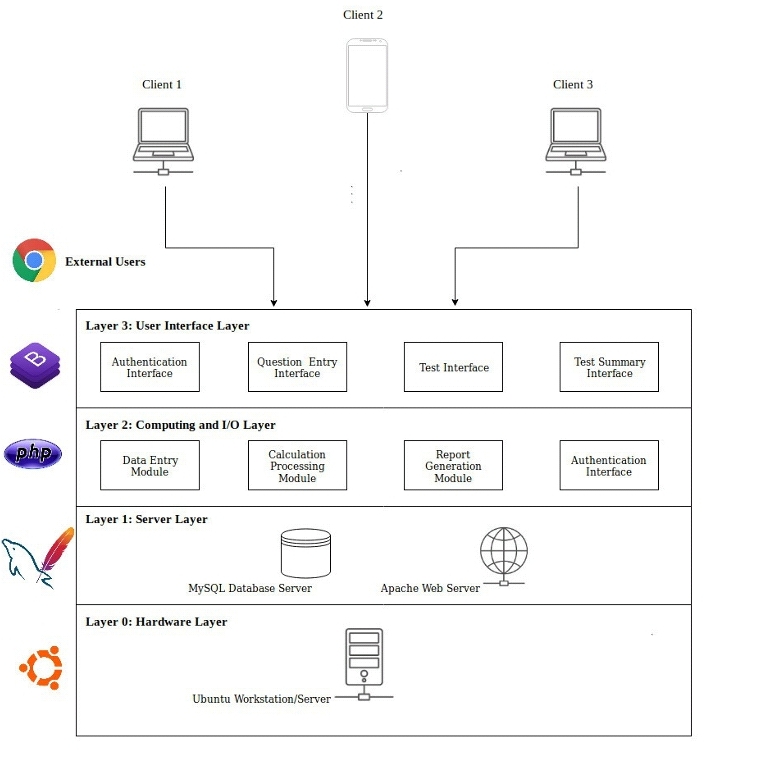 Client 2
Client 1
Client 3
External Users
Layer 3: User Interface Layer
Authentication
Interface
Question Entry
Interface
Test Interface
Test Summary
Interface
B
Layer 2: Computing and I/O Layer
php
Data Entry
Module
Calculation
Processing
Module
Report
Generation
Module
Authentication
Interface
Layer 1: Server Layer
MySQL Database Server
Apache Web Server
Layer 0: Hardware Layer
Ubuntu Workstation/Server